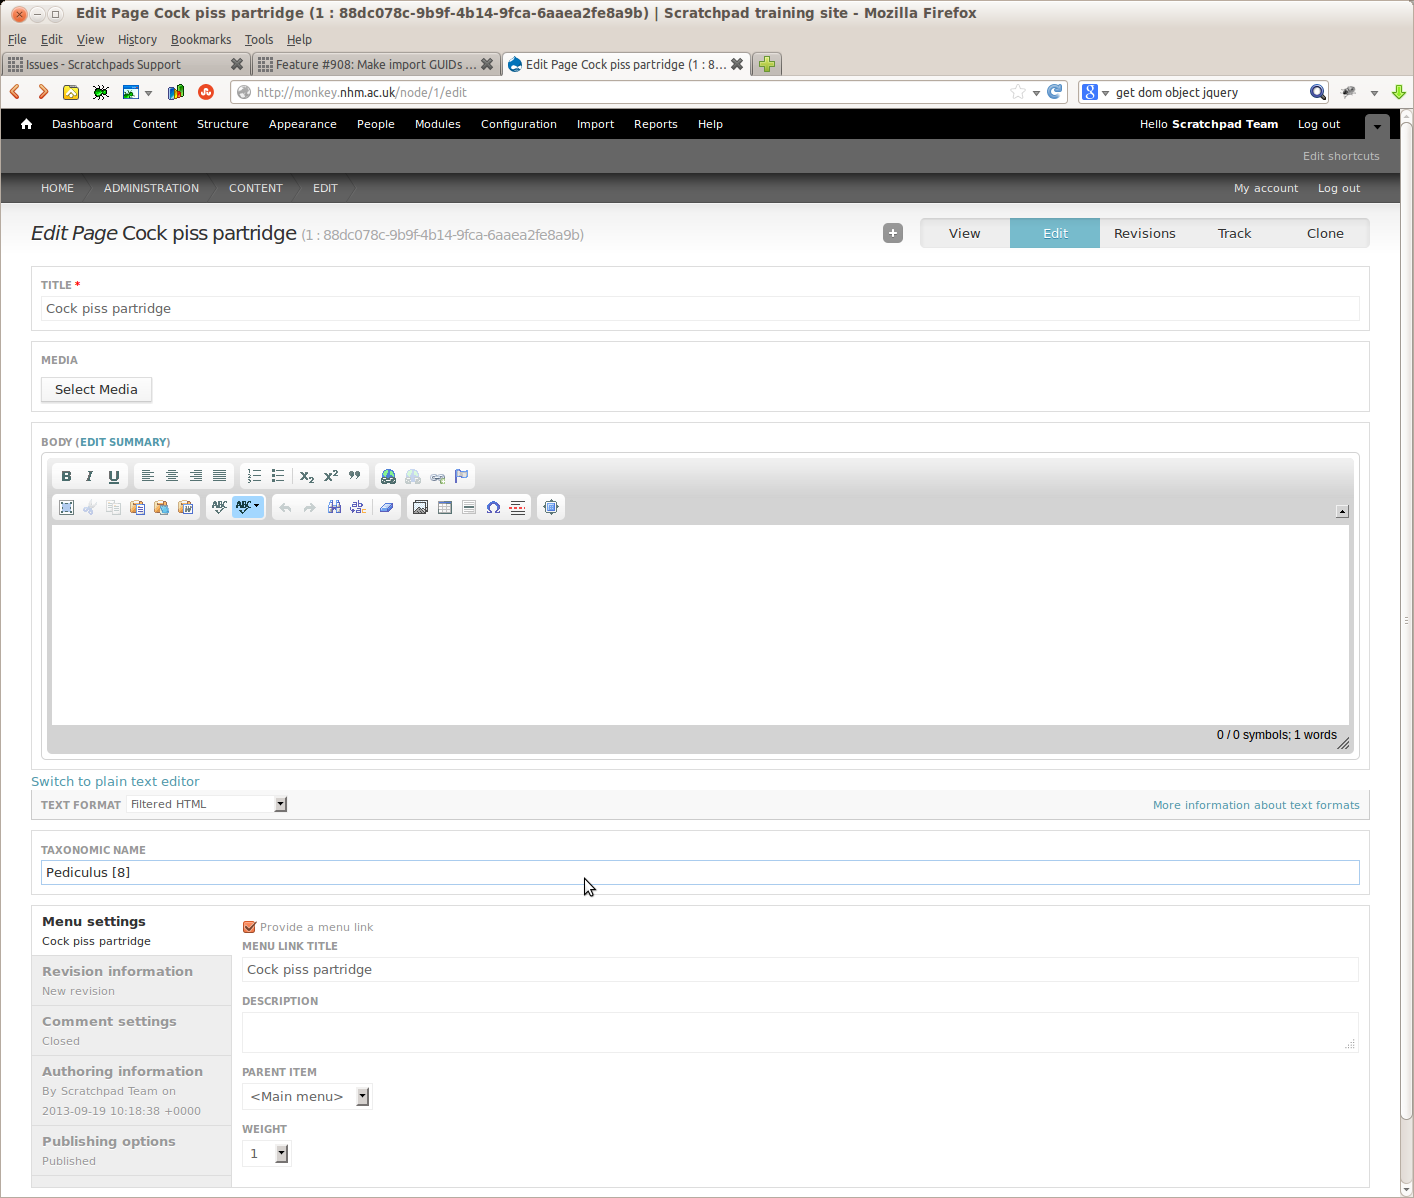 Edit Page Cock piss partridge (1 : 88dc078c-9b9f-4b14-9fca-6aaea2fe8a9b) | Scratchpad training site - Mozilla Firefox
File Edit View History Bookmarks Tools Help
Issues - Scratchpads Support
Feature #908: Make import GUIDs ...
Edit Page Cock piss partridge (1 : 8...
http://monkey.nhm.ac.uk/node/1/edit
get dom object jquery
Dashboard Content Structure Appearance People Modules Configuration Import Reports Help
Hello Scratchpad Team Log out
Edit shortcuts
HOME ADMINISTRATION CONTENT EDIT
My account Log out
Edit Page Cock piss partridge (1 : 88dc078c-9b9f-4b14-9fca-6aaea2fe8a9b)
View Edit Revisions Track Clone
TITLE *
Cock piss partridge
MEDIA
Select Media
BODY (EDIT SUMMARY)
0 / 0 symbols; 1 words
Switch to plain text editor
TEXT FORMAT Filtered HTML
More information about text formats
TAXONOMIC NAME
Pediculus [8]
Menu settings
Cock piss partridge
Revision information
New revision
Comment settings
Closed
Authoring information
By Scratchpad Team on
2013-09-19 10:18:38 +0000
Publishing options
Published
Provide a menu link
MENU LINK TITLE
Cock piss partridge
DESCRIPTION
PARENT ITEM
<Main menu>
WEIGHT
1